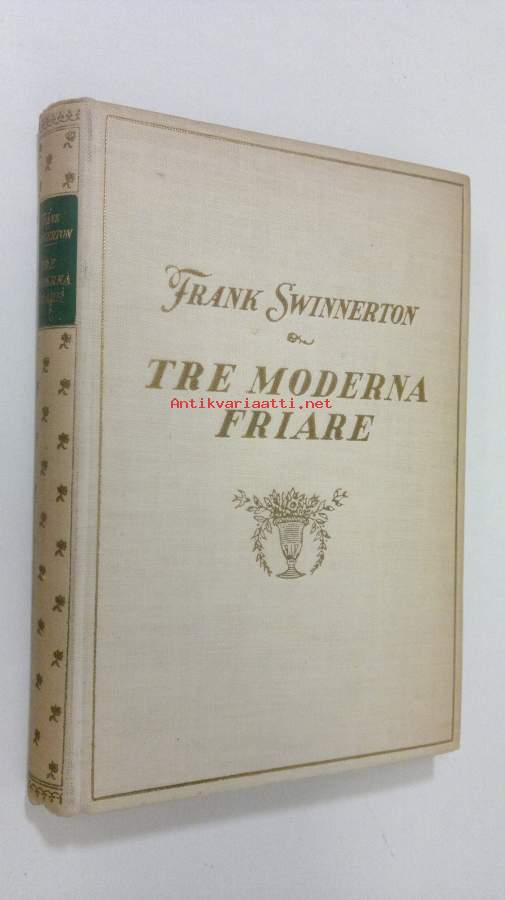 FRANK SWINNERTON
TRE MODERNA
Antikvariaatti.net
FRIARE